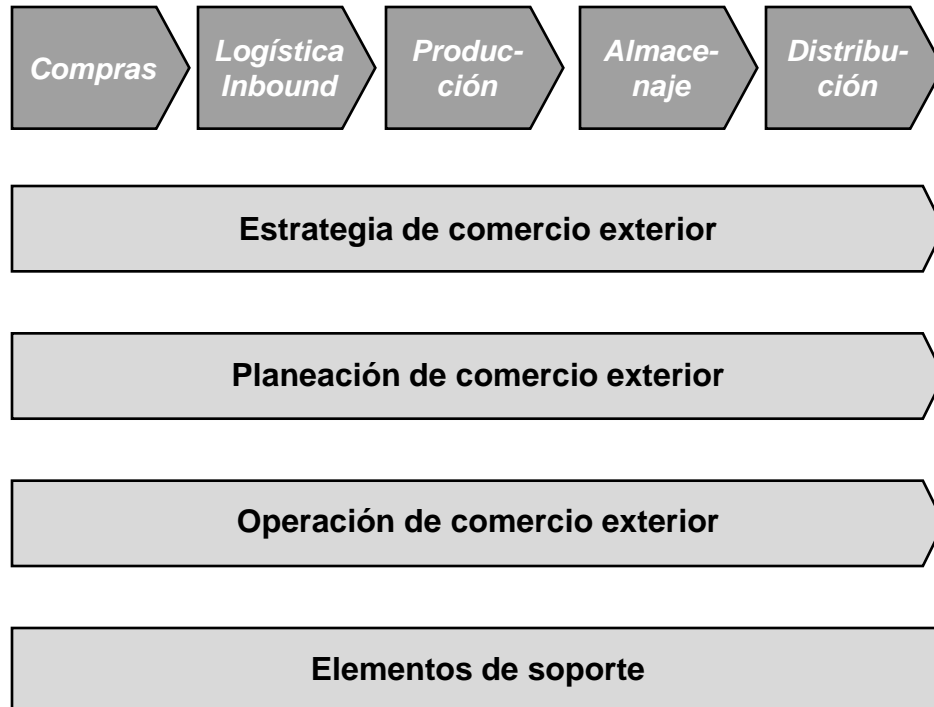 Compras
Logística
Inbound
Produc-
ción
Almace-
naje
Distribu-
ción
Estrategia de comercio exterior
Planeación de comercio exterior
Operación de comercio exterior
Elementos de soporte